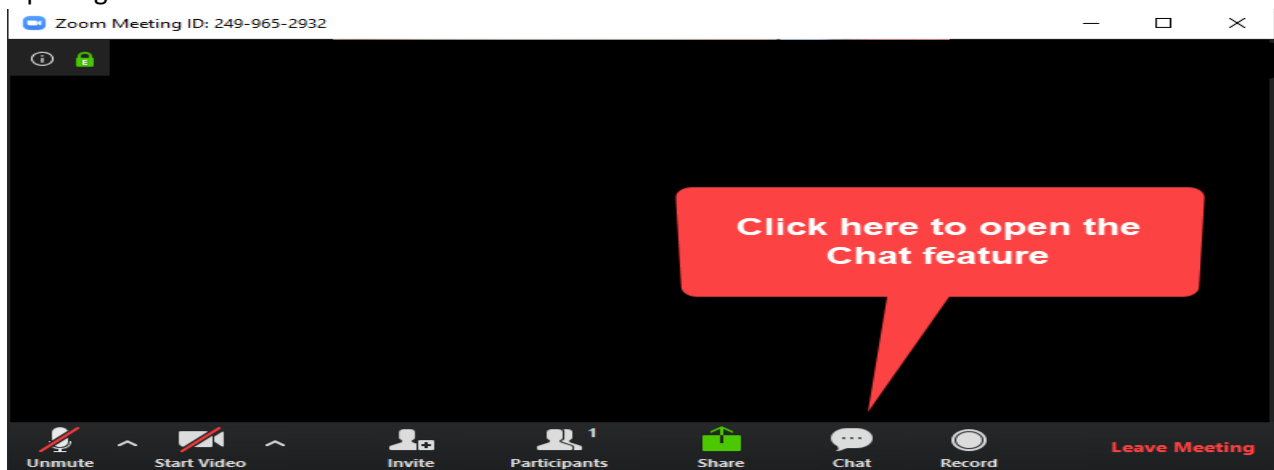 Zoom Meeting ID: 249-965-2932
E
Click here to open the
Chat feature
1
Unmute Start Video Invite Participants Share Chat Record Leave Meeting